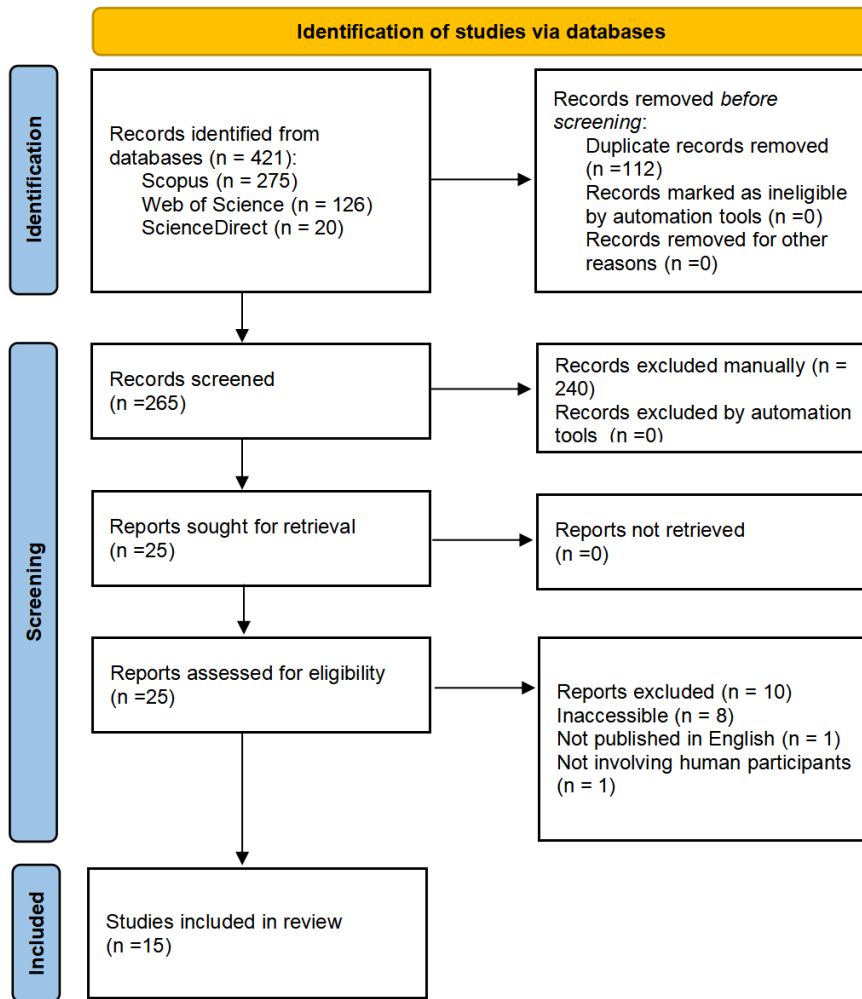 Identification of studies via databases
Identification
Records identified from
databases (n = 421):
Scopus (n = 275)
Web of Science (n = 126)
ScienceDirect (n = 20)
Records removed before
screening:
Duplicate records removed
(n =112)
Records marked as ineligible
by automation tools (n =0)
Records removed for other
reasons (n =0)
Screening
Records screened
(n =265)
Records excluded manually (n =
240)
Records excluded by automation
tools  (n =0)
Reports sought for retrieval
(n =25)
Reports not retrieved
(n =0)
Reports assessed for eligibility
(n =25)
Reports excluded (n = 10)
Inaccessible (n = 8)
Not published in English (n = 1)
Not involving human participants
(n = 1)
Included
Studies included in review
(n =15)